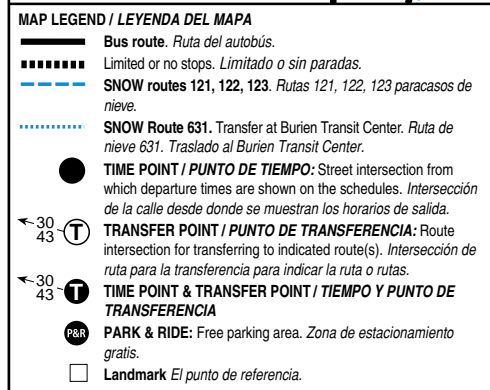 MAP LEGEND / LEYENDA DEL MAPA
Bus route. Ruta del autobús.
Limited or no stops. Limitado o sin paradas.
SNOW routes 121, 122, 123. Rutas 121, 122, 123 paracasos de
nieve.
SNOW Route 631. Transfer at Burien Transit Center. Ruta de
nieve 631. Traslado al Burien Transit Center.
TIME POINT / PUNTO DE TIEMPO: Street intersection from
which departure times are shown on the schedules. Intersección
de la calle desde donde se muestran los horarios de salida.
30
43 T TRANSFER POINT / PUNTO DE TRANSFERENCIA: Route
intersection for transferring to indicated route(s). Intersección de
ruta para la transferencia para indicar la ruta o rutas.
30
43 T TIME POINT & TRANSFER POINT / TIEMPO Y PUNTO DE
TRANSFERENCIA
P&R PARK & RIDE: Free parking area. Zona de estacionamiento
gratis.
Landmark El punto de referencia.